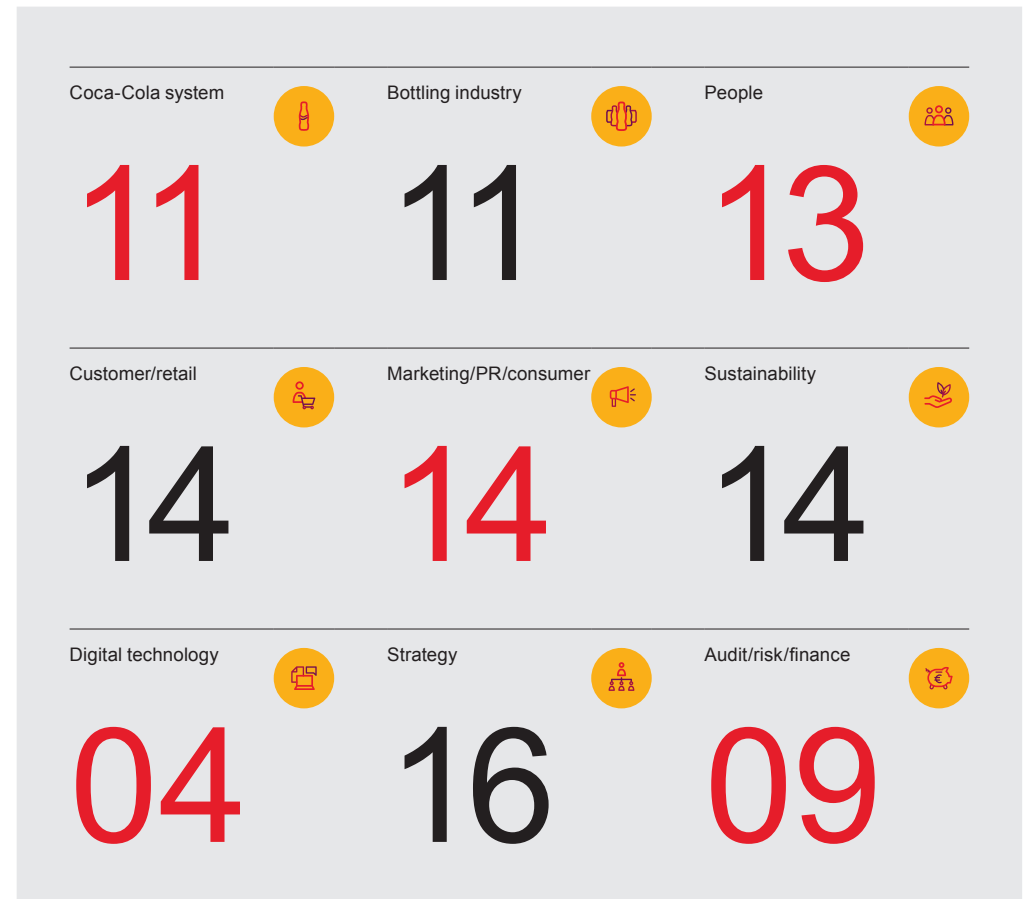 Coca-Cola system
11
Bottling industry
11
People
13
Customer/retail
14
Marketing/PR/consumer
14
Sustainability
14
Digital technology
04
Strategy
16
Audit/risk/finance
€
09